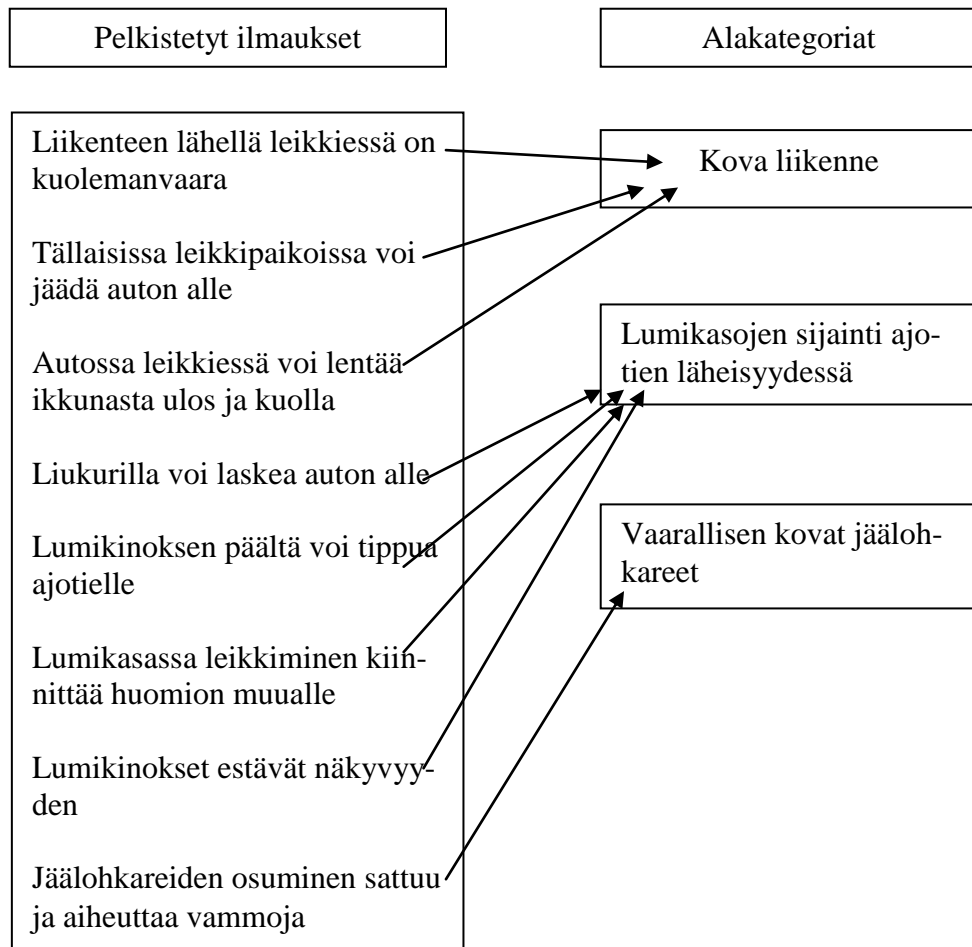 Pelkistetyt ilmaukset
Alakategoriat
Liikenteen lähellä leikkiessä on
kuolemanvaara
Tällaisissa leikkipaikoissa voi
jäädä auton alle
Autossa leikkiessä voi lentää
ikkunasta ulos ja kuolla
Liukurilla voi laskea auton alle
Lumikinoksen päältä voi tippua
ajotielle
Lumikasassa leikkiminen kiin-
nittää huomion muualle
Lumikinokset estävät näkyvyy-
den
Jäälohkareiden osuminen sattuu
ja aiheuttaa vammoja
Kova liikenne
Lumikasojen sijainti ajo-
tien läheisyydessä
Vaarallisen kovat jääloh-
kareet